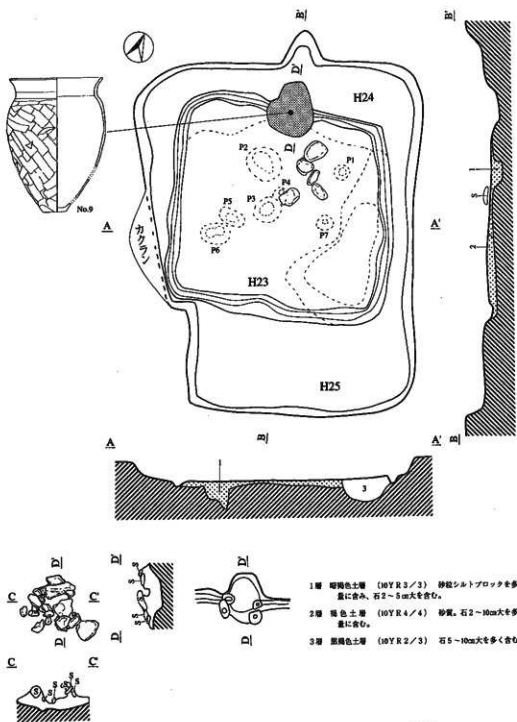 B'
B'
H24
D'
No.9
P2
D
P1
P4
P3
P5
P6
P7
A
A'
カクラン
H23
H25
1
S
2
B
B
A
A'
1
3
D'
D'
D'
C
C'
D
D
D
C
C'
S
S
S
S
S
S
1層 暗褐色土層 (10YR3/3) 砂粒シルトブロックを多
量に含み、石2〜5㎝大を含む。
2層 褐色土層 (10YR4/4) 砂質。石2〜10㎝大を多
量に含む。
3層 黒褐色土層 (10YR2/3) 石5〜10㎝大を多く含む